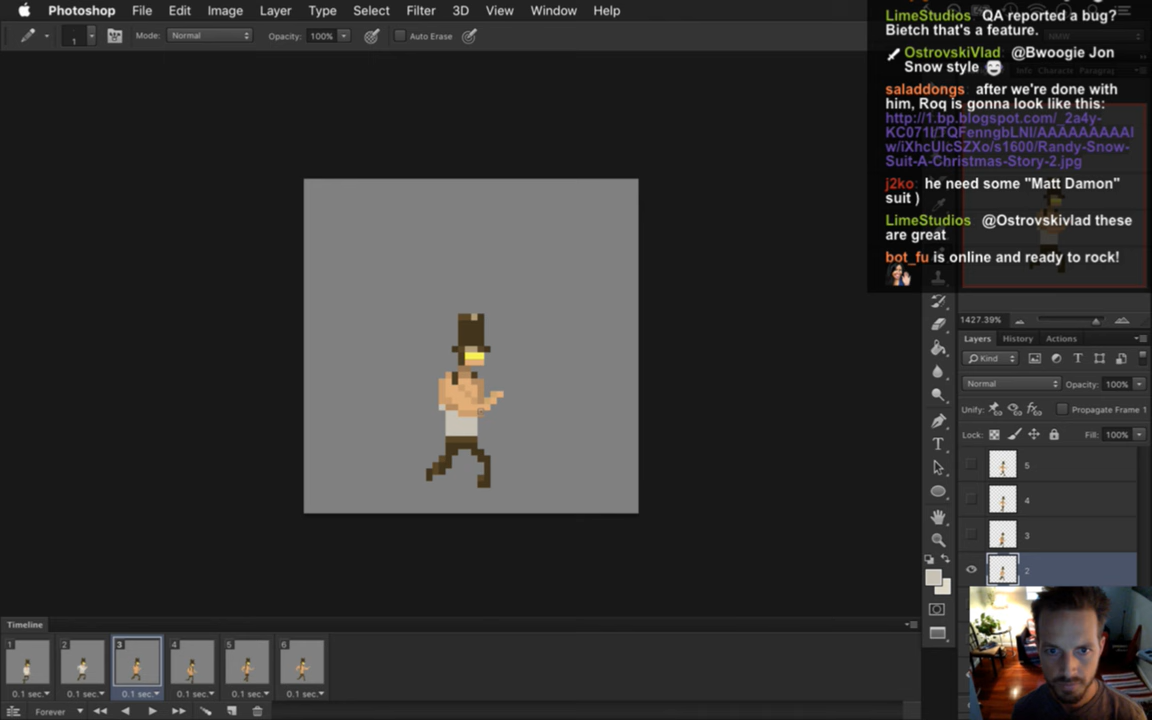 Photoshop File Edit Image Layer Type Select Filter 3D View Window Help
1 Mode: Normal Opacity: 100% Auto Erase
LimeStudios QA reported a bug?
Bietch that's a feature.
OstrovskiVlad @Bwoogie Jon
Snow style
saladdongs after we're done with
him, Roq is gonna look like this:
http://1.bp.blogspot.com/_2a4y-
KC071I/TQFenngbLNI/AAAAAAAAAI
w/iXhcUIcSZXo/s1600/Randy-Snow-
Suit-A-Christmas-Story-2.jpg
j2ko: he need some "Matt Damon"
suit )
LimeStudios @Ostrovskivlad these
are great
bot_fu is online and ready to rock!
1427.39%
Layers History Actions
Kind
Normal Opacity: 100%
Unify: Propagate Frame 1
Lock: Fill: 100%
5
4
3
2
Timeline
1 2 3 4 5 6
0.1 sec. 0.1 sec. 0.1 sec. 0.1 sec. 0.1 sec. 0.1 sec.
Forever